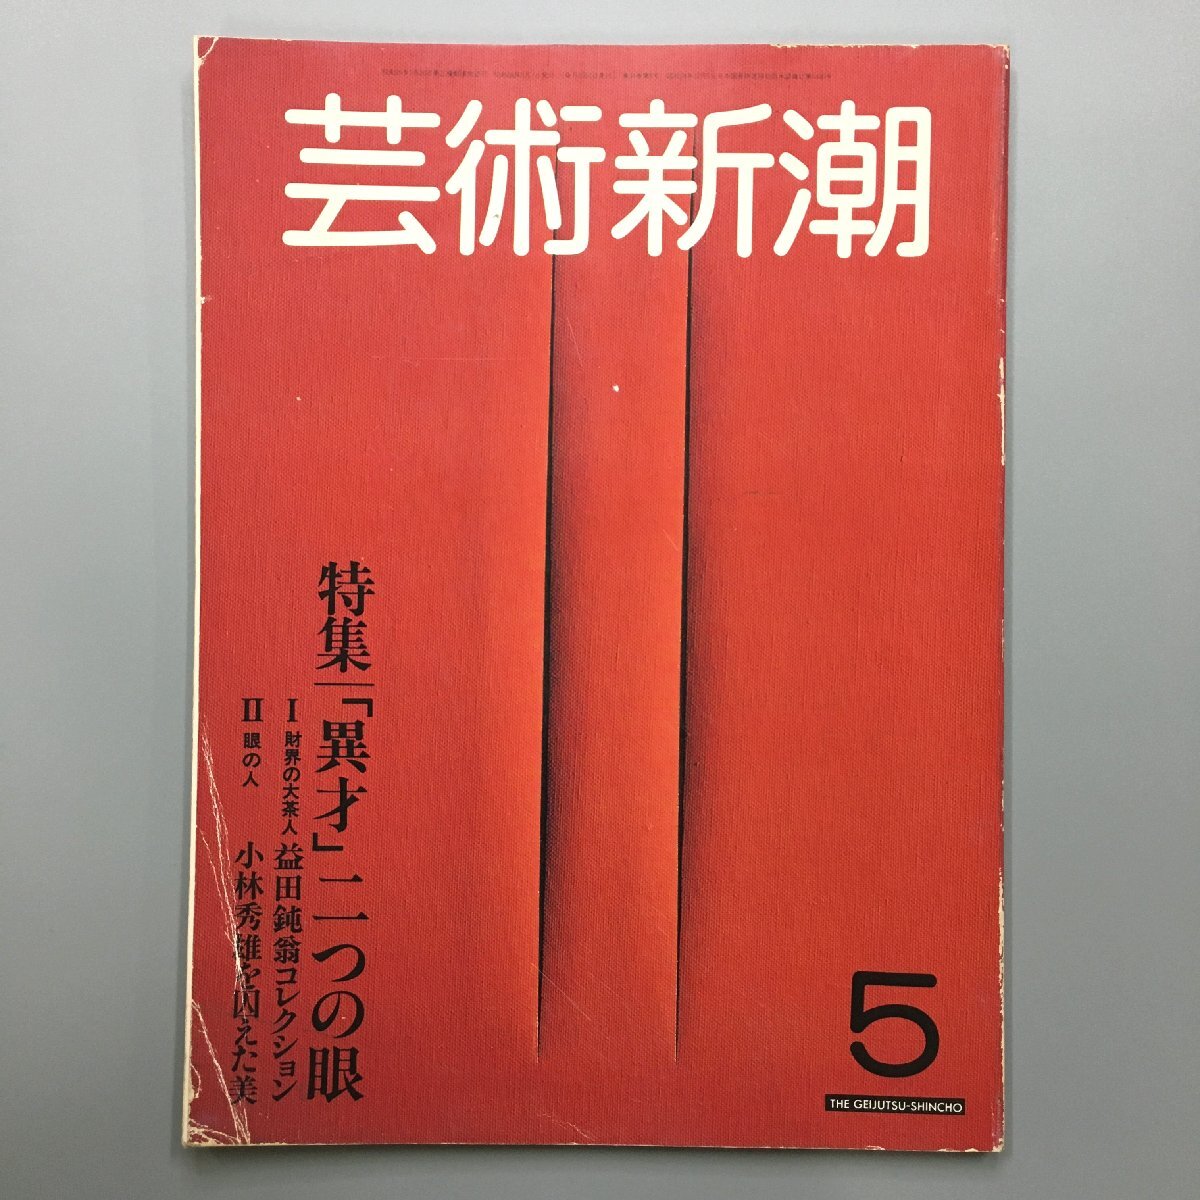 芸術新潮
特集―「異才」二つの眼
I 財界の大茶人 益田鈍翁コレクション
II 眼の人 小林秀雄を囚えた美
5
THE GEIJUTSU-SHINCHO